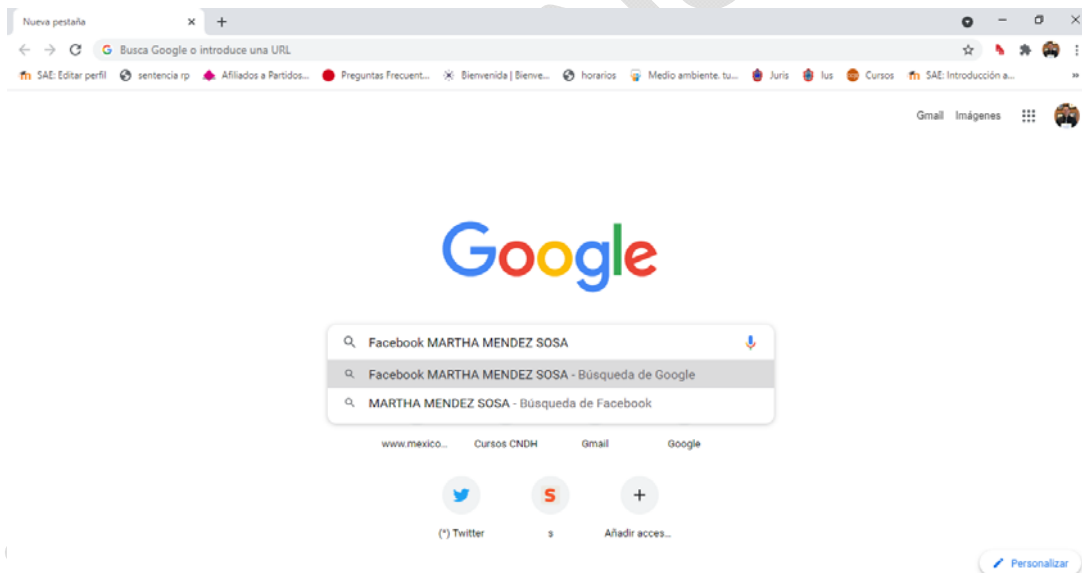 Nueva pestaña
Busca Google o introduce una URL
SAE: Editar perfil sentencia rp Afiliados a Partidos... Preguntas Frecuent... Bienvenida | Bienve... horarios Medio ambiente. tu... Juris Ius Cursos SAE: Introducción a... »
Gmail Imágenes
Google
Facebook MARTHA MENDEZ SOSA
Facebook MARTHA MENDEZ SOSA - Búsqueda de Google
MARTHA MENDEZ SOSA - Búsqueda de Facebook
www.mexico... Cursos CNDH Gmail Google
(*) Twitter s Añadir acces...
Personalizar